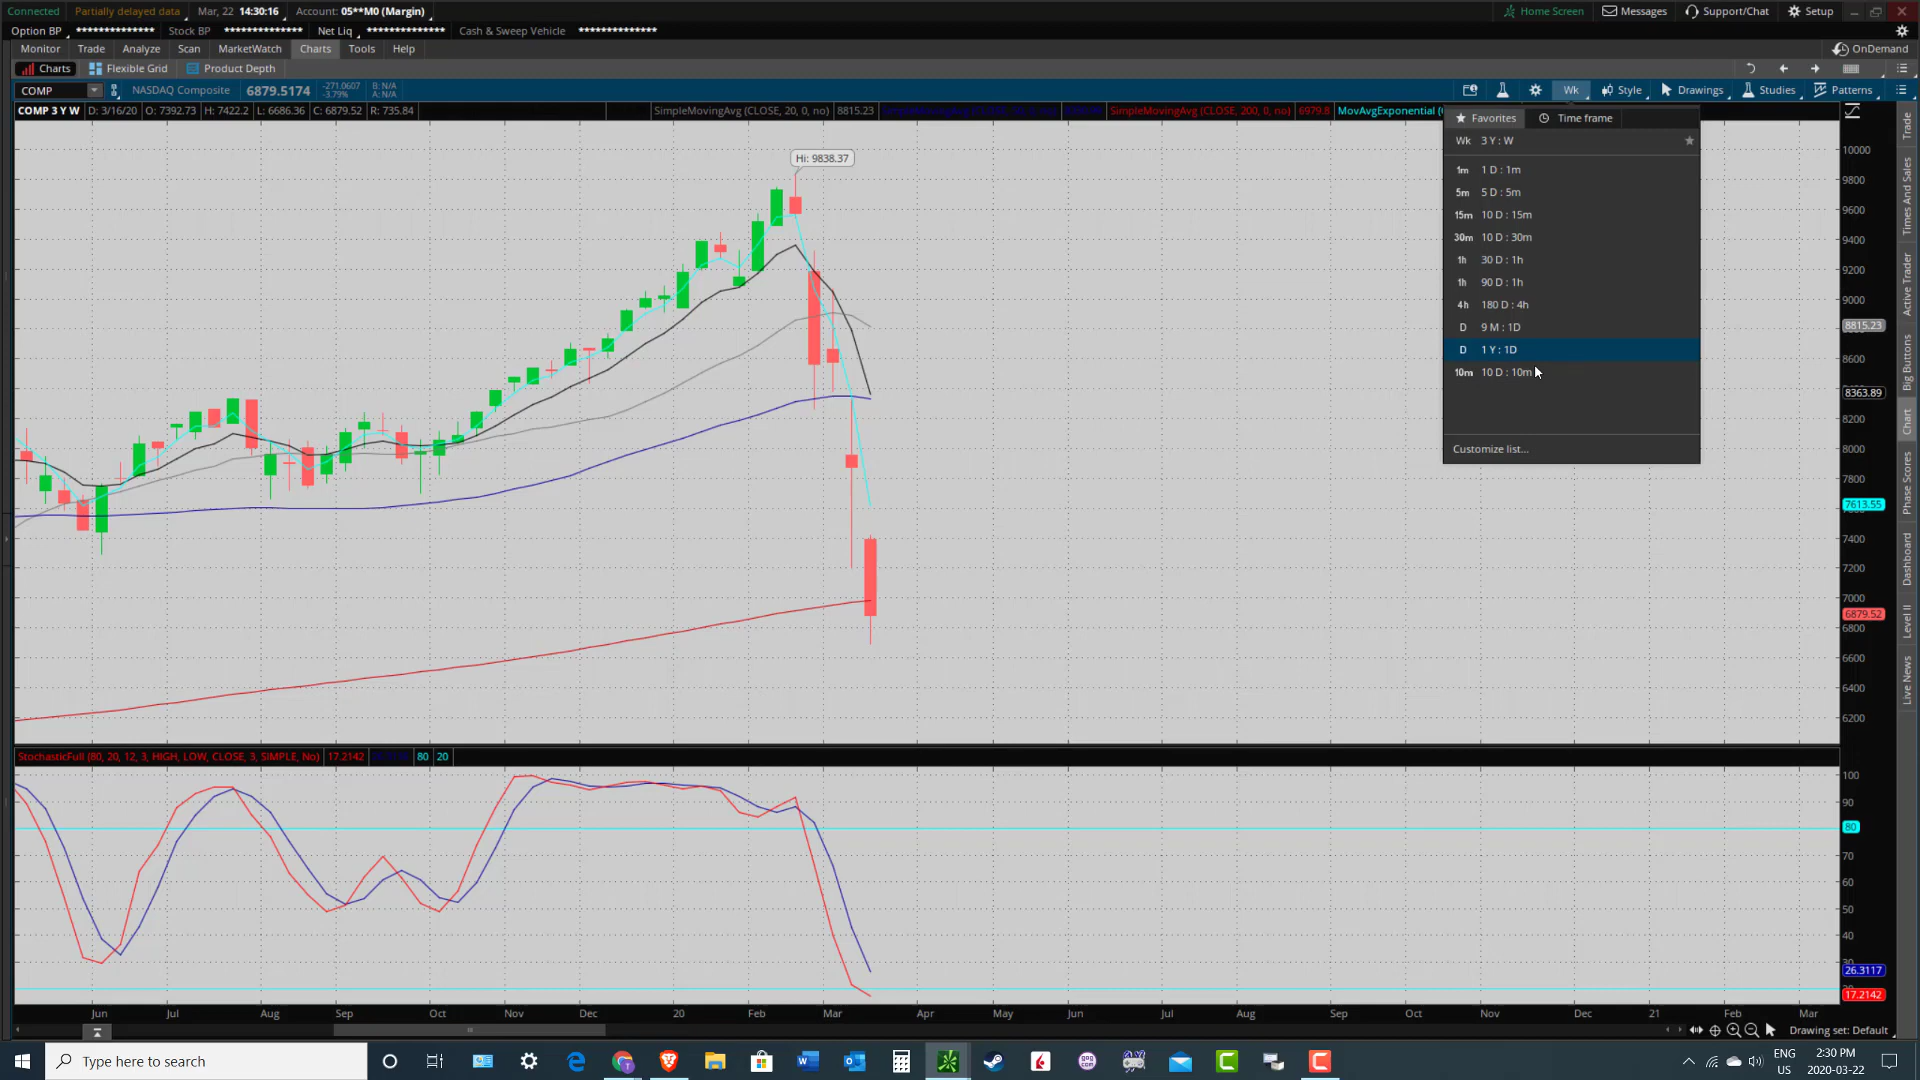 Connected Partially delayed data Mar, 22 14:30:16 Account: 05**M0 (Margin) Home Screen Messages Support/Chat Setup
Option BP ************** Stock BP ************** Net Liq ************** Cash & Sweep Vehicle **************
Monitor Trade Analyze Scan MarketWatch Charts Tools Help OnDemand
Charts Flexible Grid Product Depth
COMP NASDAQ Composite 6879.5174 -271.0607 -3.79% B: N/A A: N/A Wk Style Drawings Studies Patterns
COMP 3 Y W D: 3/16/20 O: 7392.73 H: 7422.2 L: 6686.36 C: 6879.52 R: 735.84 SimpleMovingAvg (CLOSE, 20, 0, no) 8815.23 SimpleMovingAvg (CLOSE, 200, 0, no) 6979.8 MovAvgExponential (
Favorites Time frame
Wk 3 Y : W
1m 1 D : 1m
5m 5 D : 5m
15m 10 D : 15m
30m 10 D : 30m
1h 30 D : 1h
1h 90 D : 1h
4h 180 D : 4h
D 9 M : 1D
D 1 Y : 1D
10m 10 D : 10m
Customize list...
Hi: 9838.37
10000
9800
9600
9400
9200
9000
8815.23
8600
8363.89
8200
8000
7800
7613.55
7400
7200
7000
6879.52
6800
6600
6400
6200
Trade
Times And Sales
Active Trader
Big Buttons
Chart
Phase Scores
Dashboard
Level II
Live News
StochasticFull (80, 20, 12, 3, HIGH, LOW, CLOSE, 3, SIMPLE, No) 17.2142 80 20
100
90
80
70
60
50
40
30
26.3117
17.2142
Jun Jul Aug Sep Oct Nov Dec 20 Feb Mar Apr May Jun Jul Aug Sep Oct Nov Dec 21 Feb Mar
Drawing set: Default
Type here to search
ENG
US
2:30 PM
2020-03-22